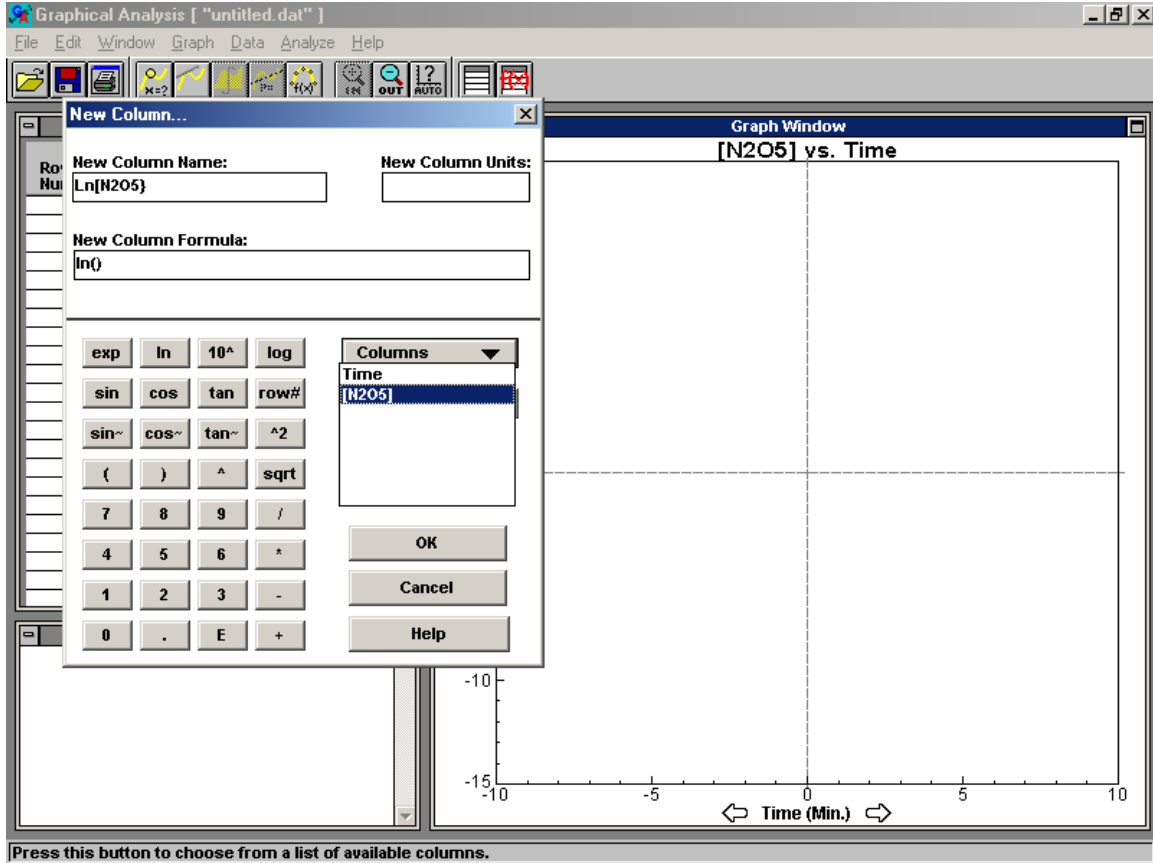 Graphical Analysis [ "untitled.dat" ]
File Edit Window Graph Data Analyze Help
X=? P= f(x) OUT ? AUTO
New Column...
New Column Name: New Column Units:
Ln[N2O5}
New Column Formula:
ln()
exp ln 10^ log
sin cos tan row#
sin~ cos~ tan~ ^2
( ) ^ sqrt
7 8 9 /
4 5 6 *
1 2 3 -
0 . E +
Columns
Time
[N2O5]
OK
Cancel
Help
Graph Window
[N2O5] vs. Time
-10
-15
-10 -5 0 5 10
Time (Min.)
Press this button to choose from a list of available columns.